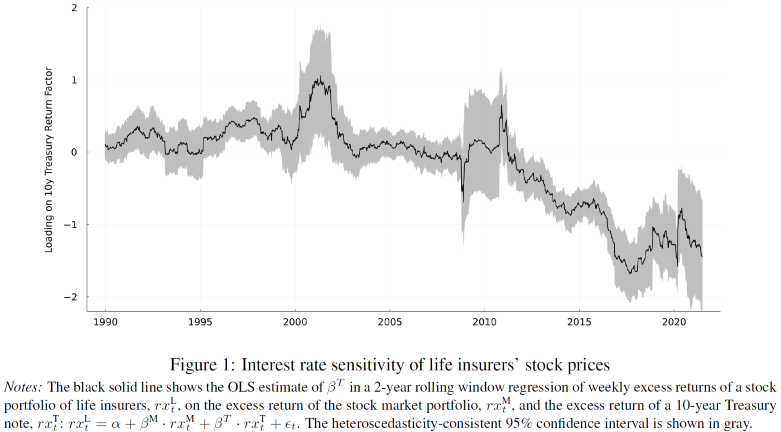 2
1
0
−1
−2
Loading on 10y Treasury Return Factor
1990 1995 2000 2005 2010 2015 2020
Figure 1: Interest rate sensitivity of life insurers’ stock prices
Notes: The black solid line shows the OLS estimate of β^T in a 2-year rolling window regression of weekly excess returns of a stock
portfolio of life insurers, rx_t^L, on the excess return of the stock market portfolio, rx_t^M, and the excess return of a 10-year Treasury
note, rx_t^T: rx_t^L = α + β^M · rx_t^M + β^T · rx_t^T + ϵ_t. The heteroscedasticity-consistent 95% confidence interval is shown in gray.